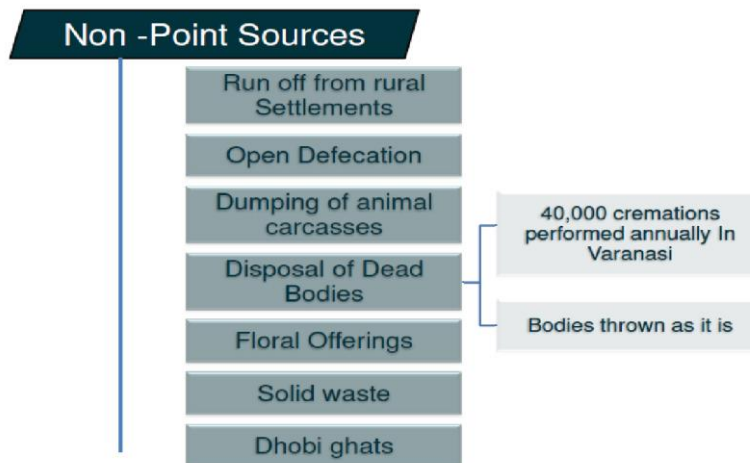 Non -Point Sources
Run off from rural
Settlements
Open Defecation
Dumping of animal
carcasses
Disposal of Dead
Bodies
40,000 cremations
performed annually In
Varanasi
Bodies thrown as it is
Floral Offerings
Solid waste
Dhobi ghats